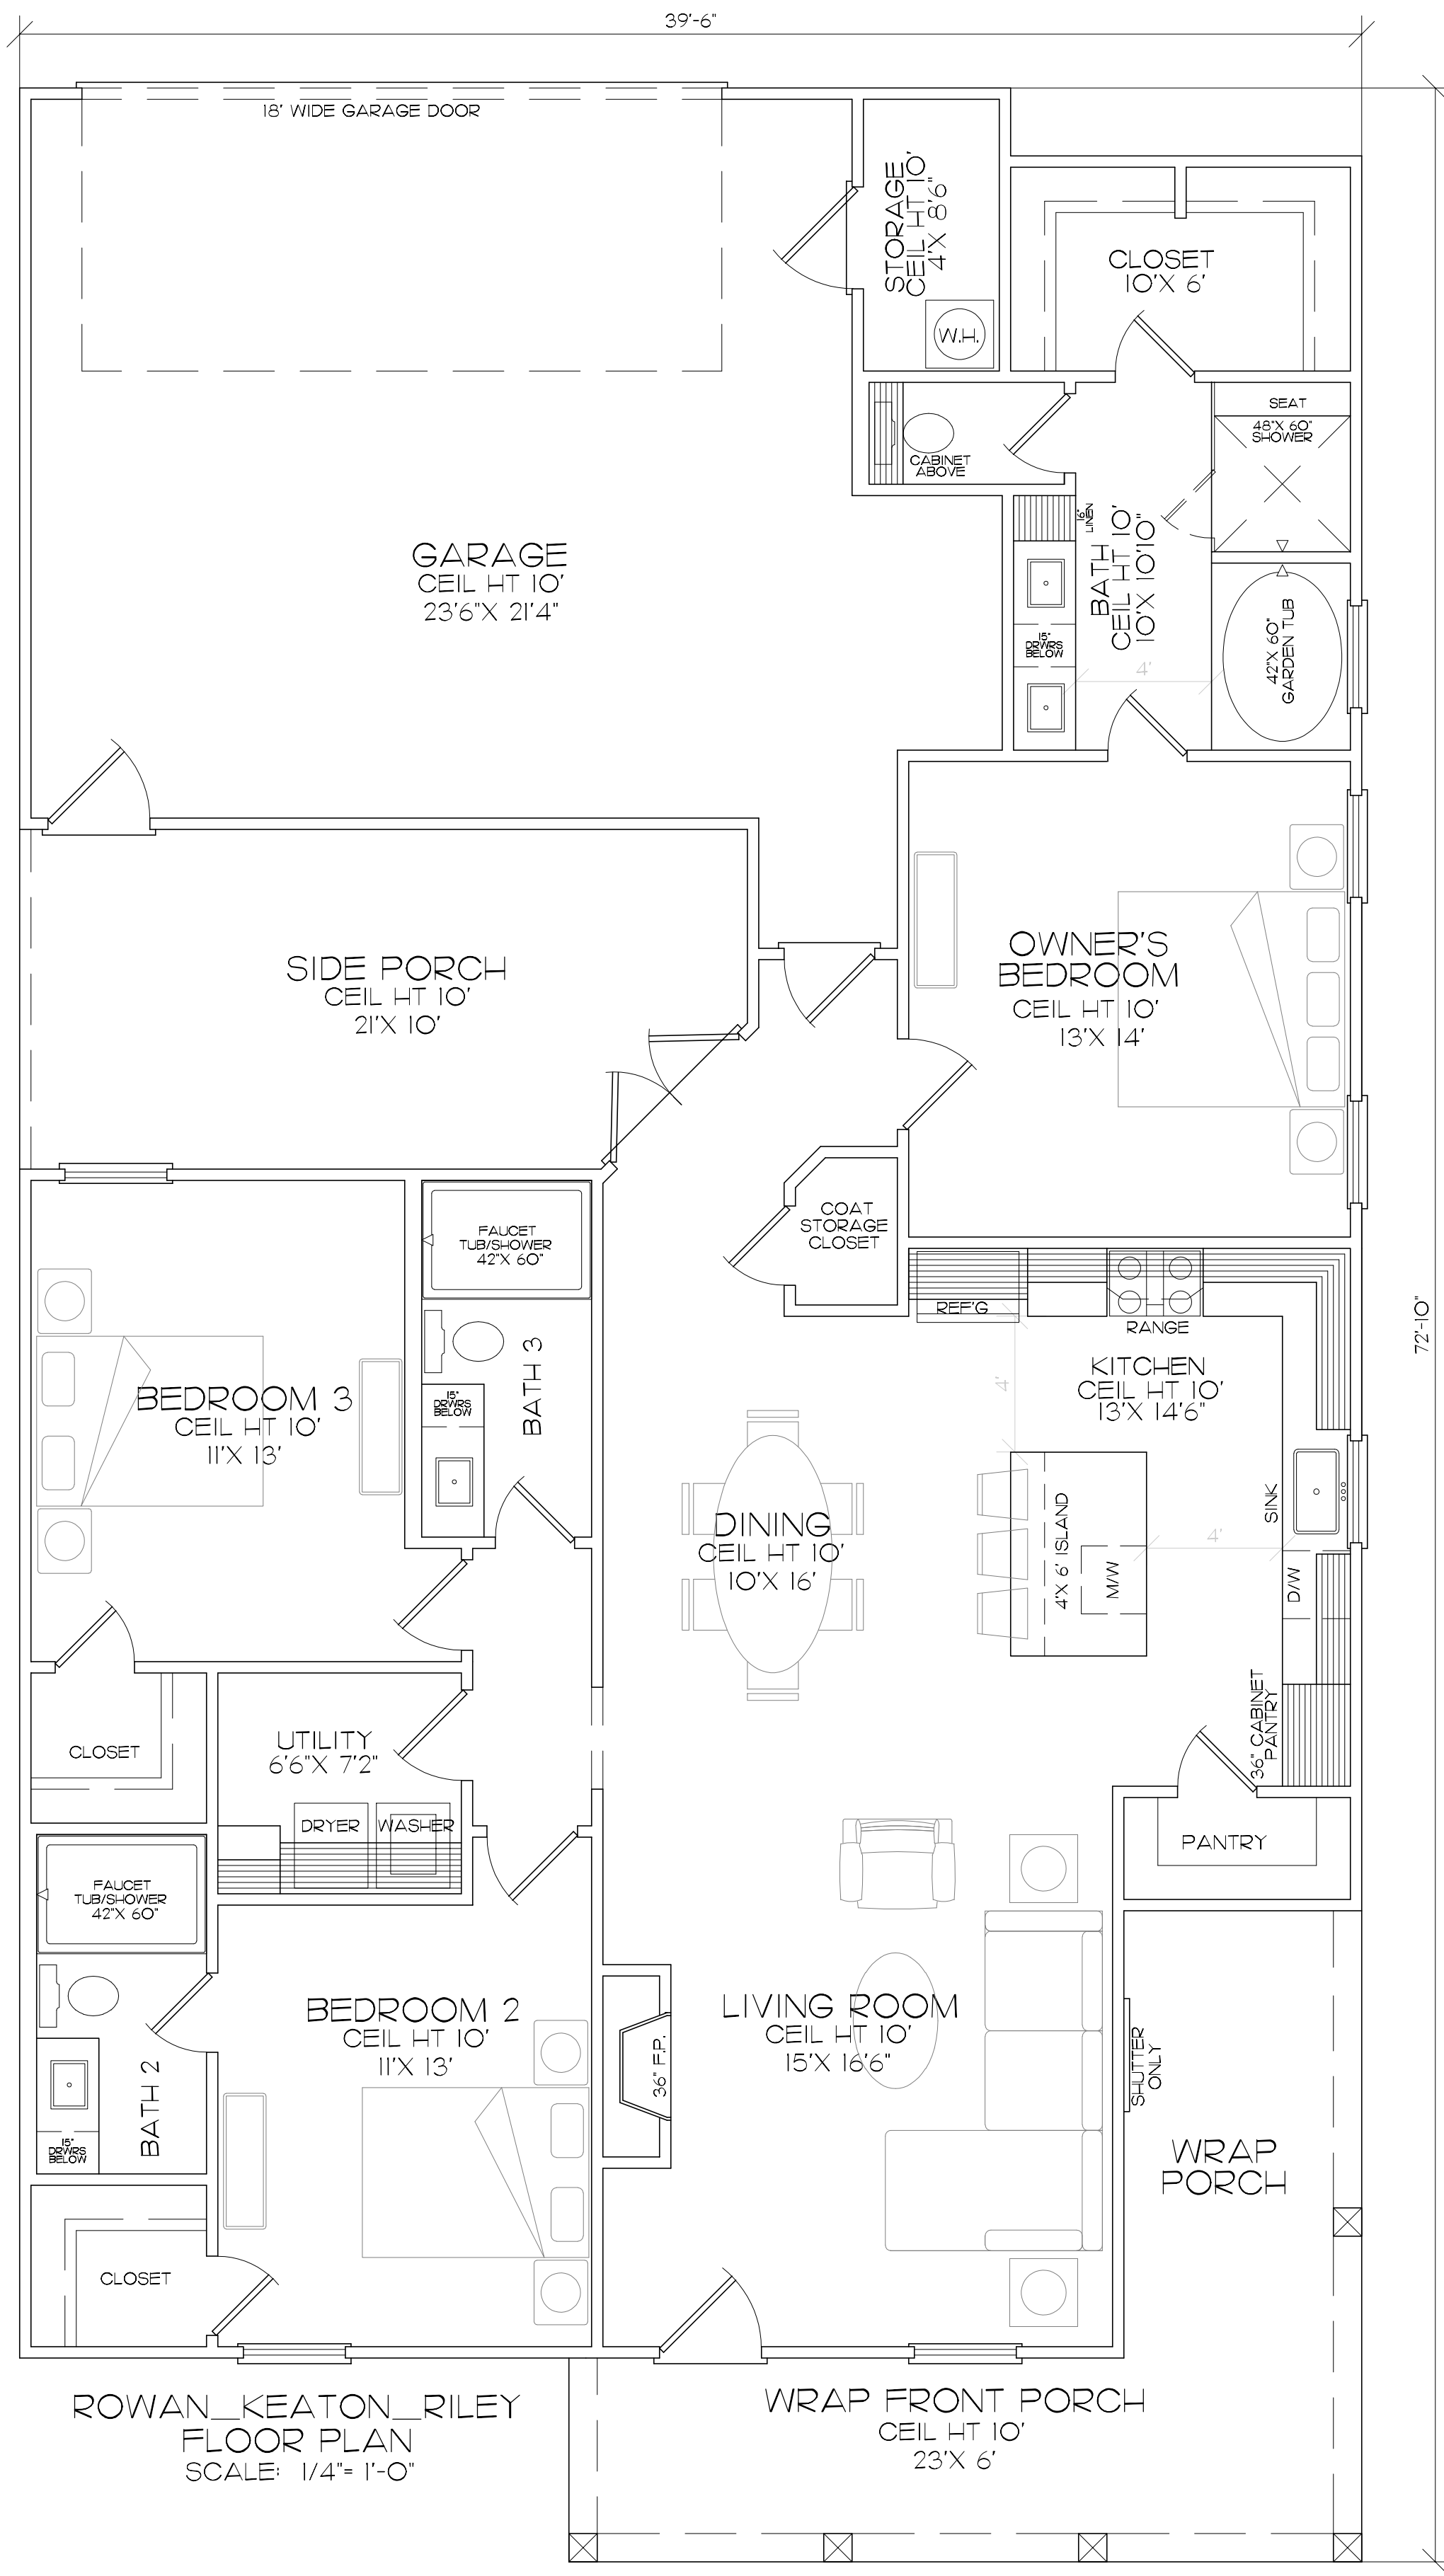 39'-6"
18' WIDE GARAGE DOOR
STORAGE
CEIL HT 10'
4'X 8'6"
W.H.
CLOSET
10'X 6'
SEAT
48"X 60"
SHOWER
CABINET
ABOVE
16"
LINEN
BATH
CEIL HT 10'
10'X 10'10"
GARAGE
CEIL HT 10'
23'6"X 21'4"
15"
DRWRS
BELOW
4'
42"X 60"
GARDEN TUB
SIDE PORCH
CEIL HT 10'
21'X 10'
OWNER'S
BEDROOM
CEIL HT 10'
13'X 14'
COAT
STORAGE
CLOSET
FAUCET
TUB/SHOWER
42"X 60"
REF'G
RANGE
72'-10"
BATH 3
KITCHEN
CEIL HT 10'
13'X 14'6"
4'
BEDROOM 3
CEIL HT 10'
11'X 13'
15"
DRWRS
BELOW
DINING
CEIL HT 10'
10'X 16'
4'X 6' ISLAND
M/W
4'
SINK
D/W
36" CABINET
PANTRY
CLOSET
UTILITY
6'6"X 7'2"
DRYER
WASHER
PANTRY
FAUCET
TUB/SHOWER
42"X 60"
BEDROOM 2
CEIL HT 10'
11'X 13'
36" F.P.
LIVING ROOM
CEIL HT 10'
15'X 16'6"
SHUTTER
ONLY
BATH 2
15"
DRWRS
BELOW
WRAP
PORCH
CLOSET
ROWAN_KEATON_RILEY
FLOOR PLAN
SCALE: 1/4"= 1'-0"
WRAP FRONT PORCH
CEIL HT 10'
23'X 6'